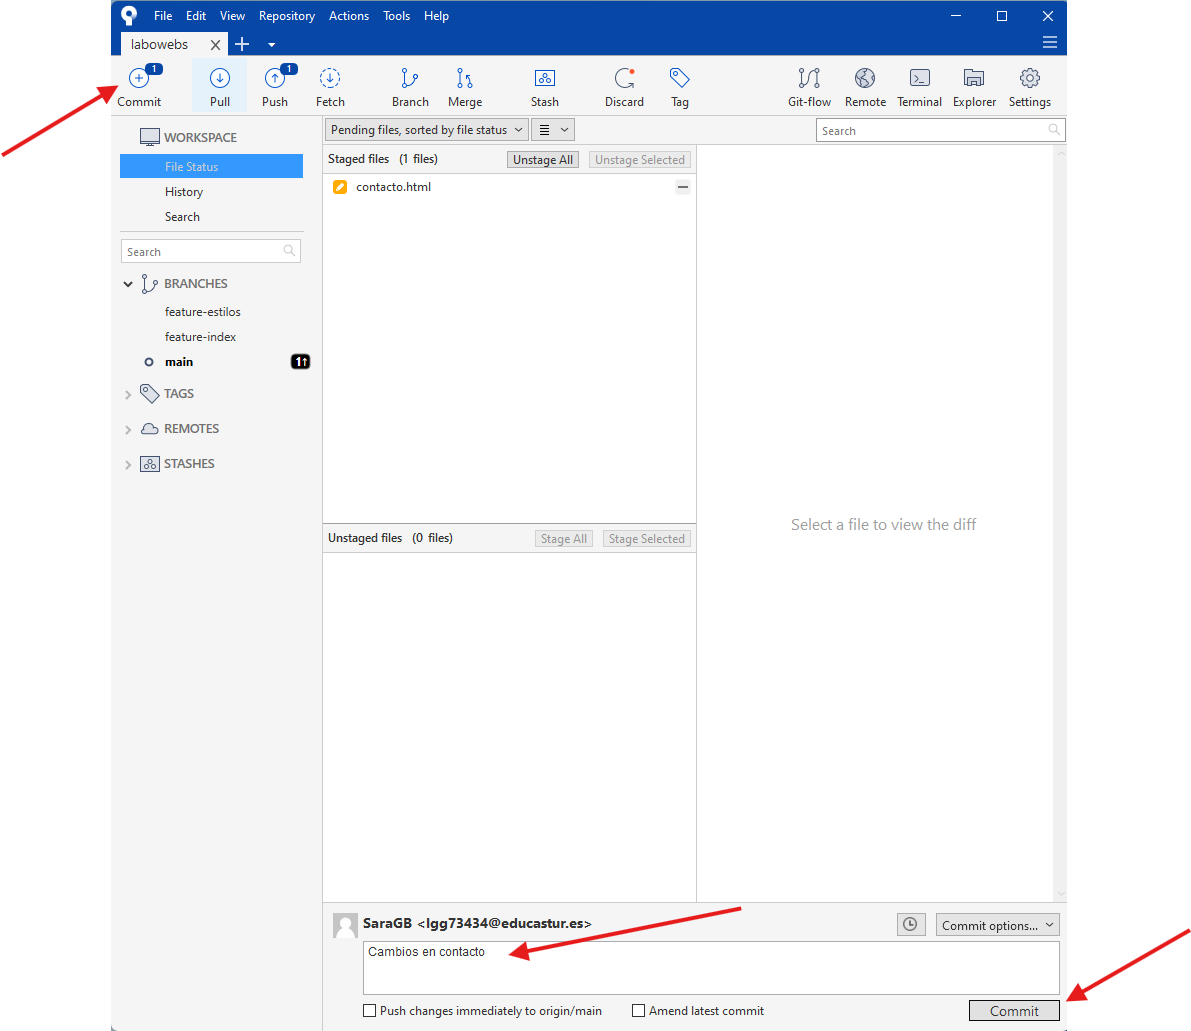 File Edit View Repository Actions Tools Help
labowebs
1 1
Commit Pull Push Fetch Branch Merge Stash Discard Tag Git-flow Remote Terminal Explorer Settings
WORKSPACE
File Status
History
Search
Search
BRANCHES
feature-estilos
feature-index
main 1↑
TAGS
REMOTES
STASHES
Pending files, sorted by file status
Search
Staged files (1 files) Unstage All Unstage Selected
contacto.html
Unstaged files (0 files) Stage All Stage Selected
Select a file to view the diff
SaraGB <lgg73434@educastur.es> Commit options...
Cambios en contacto
Push changes immediately to origin/main Amend latest commit Commit